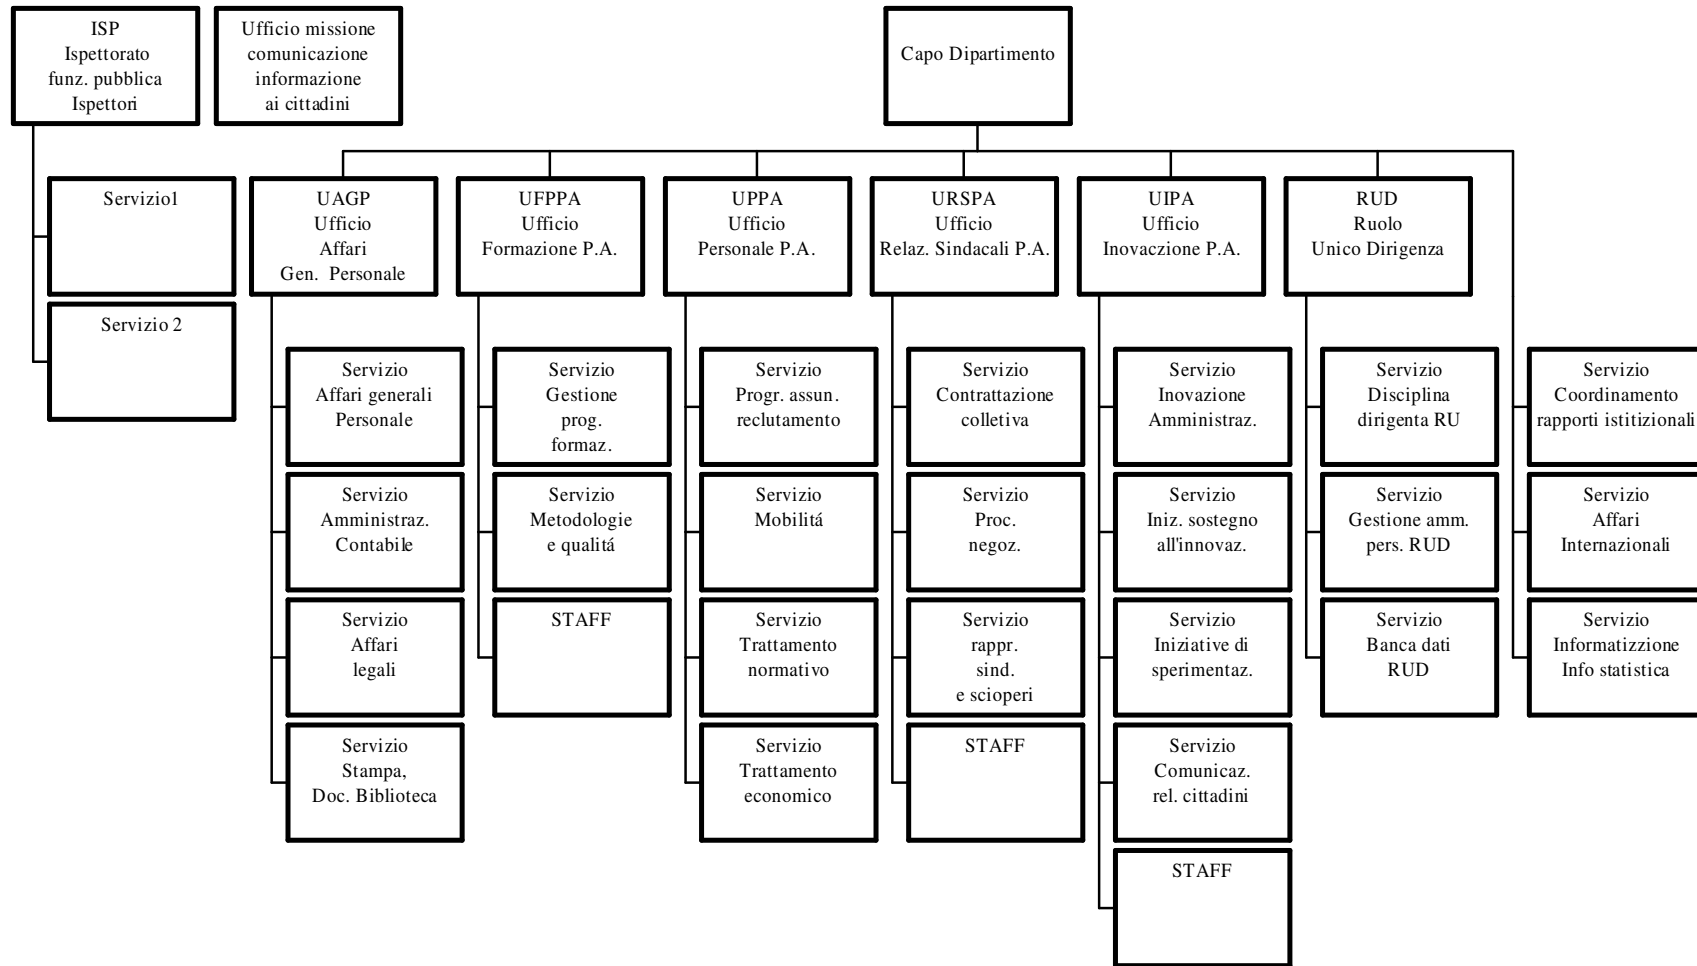 ISP
Ispettorato
funz. pubblica
Ispettori
Ufficio missione
comunicazione
informazione
ai cittadini
Capo Dipartimento
Servizio1
Servizio 2
UAGP
Ufficio
Affari
Gen. Personale
UFPPA
Ufficio
Formazione P.A.
UPPA
Ufficio
Personale P.A.
URSPA
Ufficio
Relaz. Sindacali P.A.
UIPA
Ufficio
Inovaczione P.A.
RUD
Ruolo
Unico Dirigenza
Servizio
Affari generali
Personale
Servizio
Amministraz.
Contabile
Servizio
Affari
legali
Servizio
Stampa,
Doc. Biblioteca
Servizio
Gestione
prog.
formaz.
Servizio
Metodologie
e qualitá
STAFF
Servizio
Progr. assun.
reclutamento
Servizio
Mobilitá
Servizio
Trattamento
normativo
Servizio
Trattamento
economico
Servizio
Contrattazione
colletiva
Servizio
Proc.
negoz.
Servizio
rappr.
sind.
e scioperi
STAFF
Servizio
Inovazione
Amministraz.
Servizio
Iniz. sostegno
all'innovaz.
Servizio
Iniziative di
sperimentaz.
Servizio
Comunicaz.
rel. cittadini
STAFF
Servizio
Disciplina
dirigenta RU
Servizio
Gestione amm.
pers. RUD
Servizio
Banca dati
RUD
Servizio
Coordinamento
rapporti istitizionali
Servizio
Affari
Internazionali
Servizio
Informatizzione
Info statistica